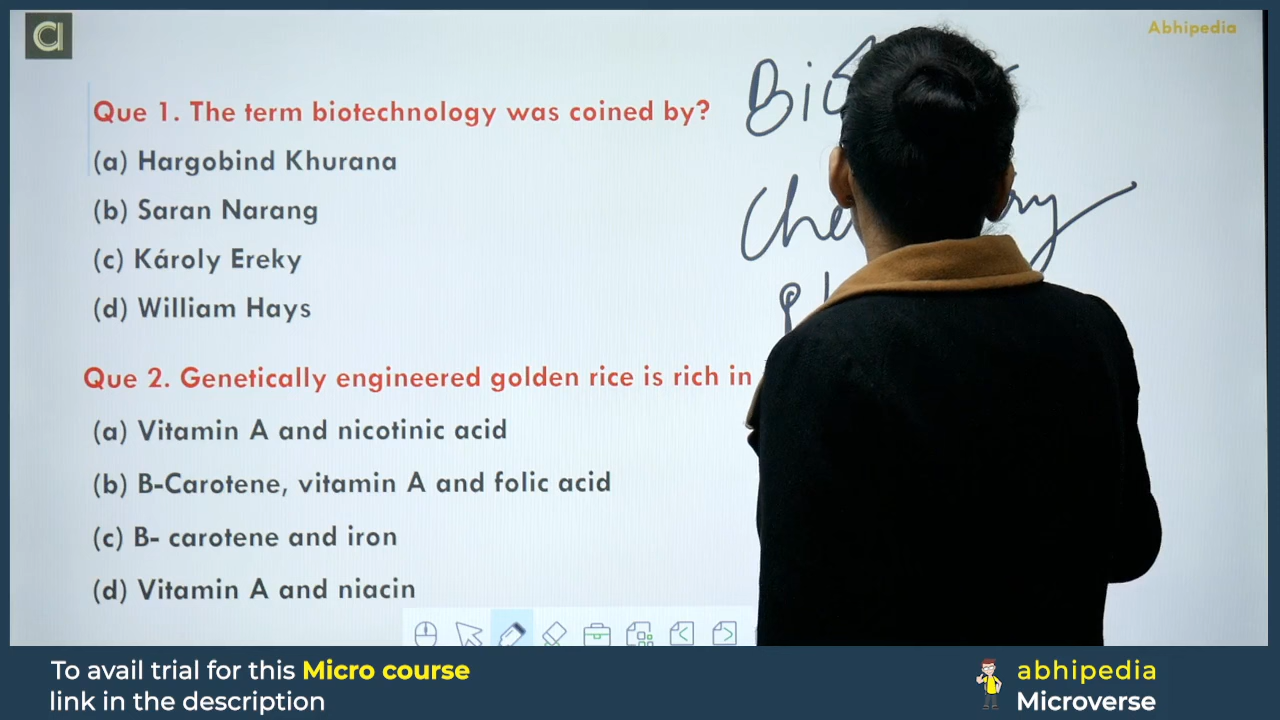 Abhipedia
Que 1. The term biotechnology was coined by?
(a) Hargobind Khurana
(b) Saran Narang
(c) Károly Ereky
(d) William Hays
Que 2. Genetically engineered golden rice is rich in
(a) Vitamin A and nicotinic acid
(b) B-Carotene, vitamin A and folic acid
(c) B- carotene and iron
(d) Vitamin A and niacin
To avail trial for this Micro course
link in the description
abhipedia
Microverse